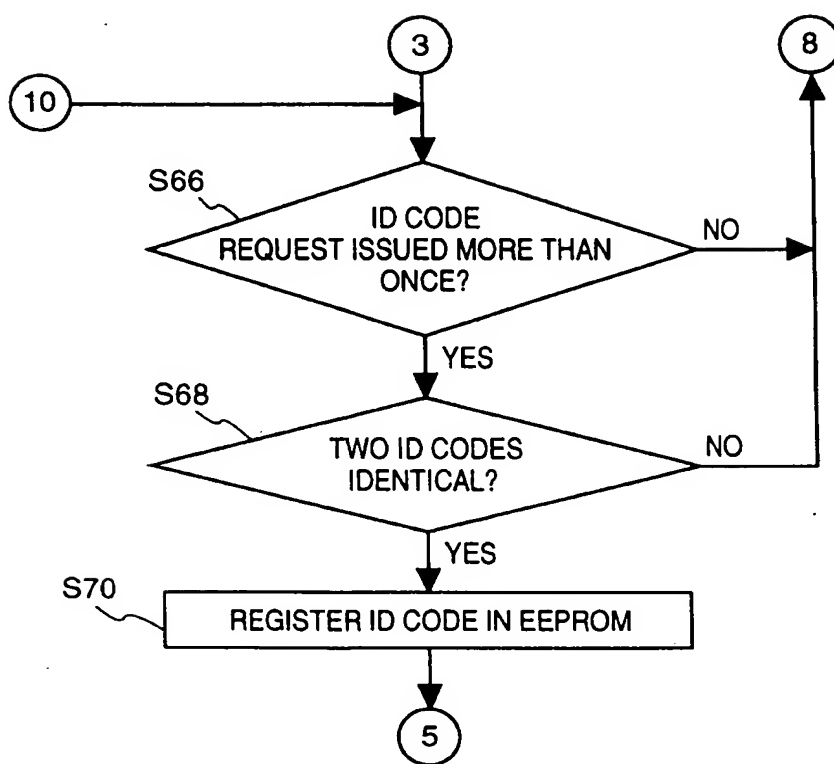 3
8
10
S66
ID CODE
REQUEST ISSUED MORE THAN
ONCE?
NO
YES
S68
TWO ID CODES
IDENTICAL?
NO
YES
S70
REGISTER ID CODE IN EEPROM
5